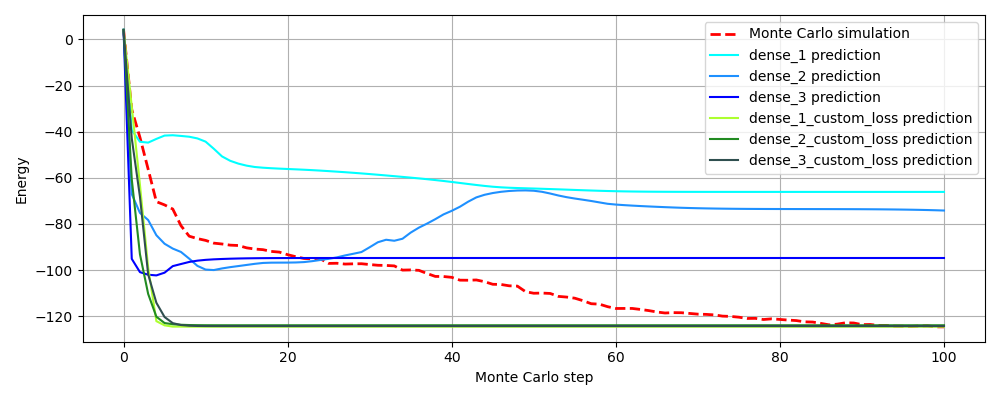 Monte Carlo simulation
dense_1 prediction
dense_2 prediction
dense_3 prediction
dense_1_custom_loss prediction
dense_2_custom_loss prediction
dense_3_custom_loss prediction
Energy
0
−20
−40
−60
−80
−100
−120
0 20 40 60 80 100
Monte Carlo step